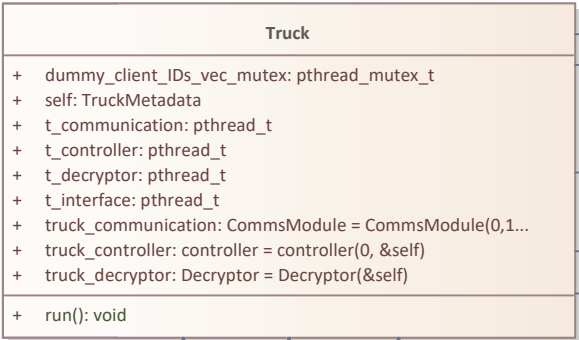 Truck
+ dummy_client_IDs_vec_mutex: pthread_mutex_t
+ self: TruckMetadata
+ t_communication: pthread_t
+ t_controller: pthread_t
+ t_decryptor: pthread_t
+ t_interface: pthread_t
+ truck_communication: CommsModule = CommsModule(0,1...
+ truck_controller: controller = controller(0, &self)
+ truck_decryptor: Decryptor = Decryptor(&self)
+ run(): void